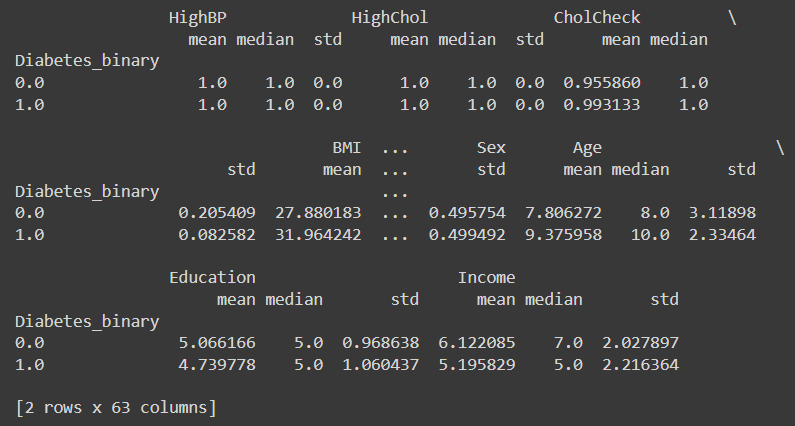 HighBP HighChol CholCheck \
mean median std mean median std mean median
Diabetes_binary
0.0 1.0 1.0 0.0 1.0 1.0 0.0 0.955860 1.0
1.0 1.0 1.0 0.0 1.0 1.0 0.0 0.993133 1.0
BMI ... Sex Age \
std mean ... std mean median std
Diabetes_binary ...
0.0 0.205409 27.880183 ... 0.495754 7.806272 8.0 3.11898
1.0 0.082582 31.964242 ... 0.499492 9.375958 10.0 2.33464
Education Income
mean median std mean median std
Diabetes_binary
0.0 5.066166 5.0 0.968638 6.122085 7.0 2.027897
1.0 4.739778 5.0 1.060437 5.195829 5.0 2.216364
[2 rows x 63 columns]